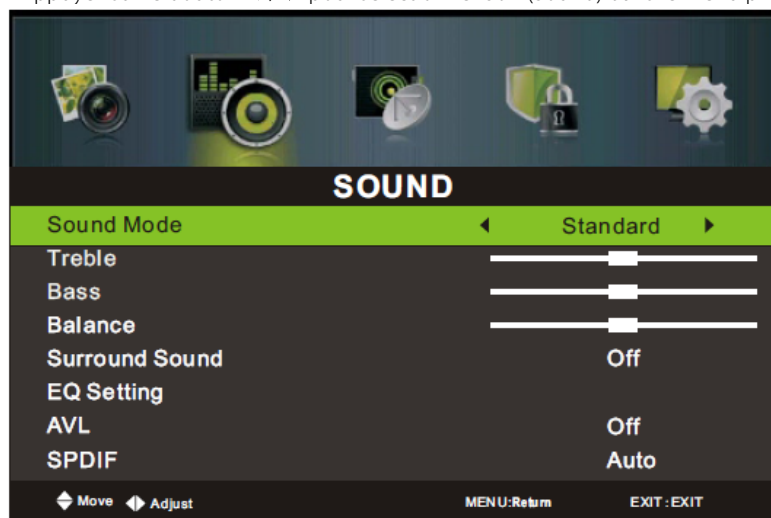 SOUND
Sound Mode Standard
Treble
Bass
Balance
Surround Sound Off
EQ Setting
AVL Off
SPDIF Auto
Move Adjust MENU:Return EXIT:EXIT